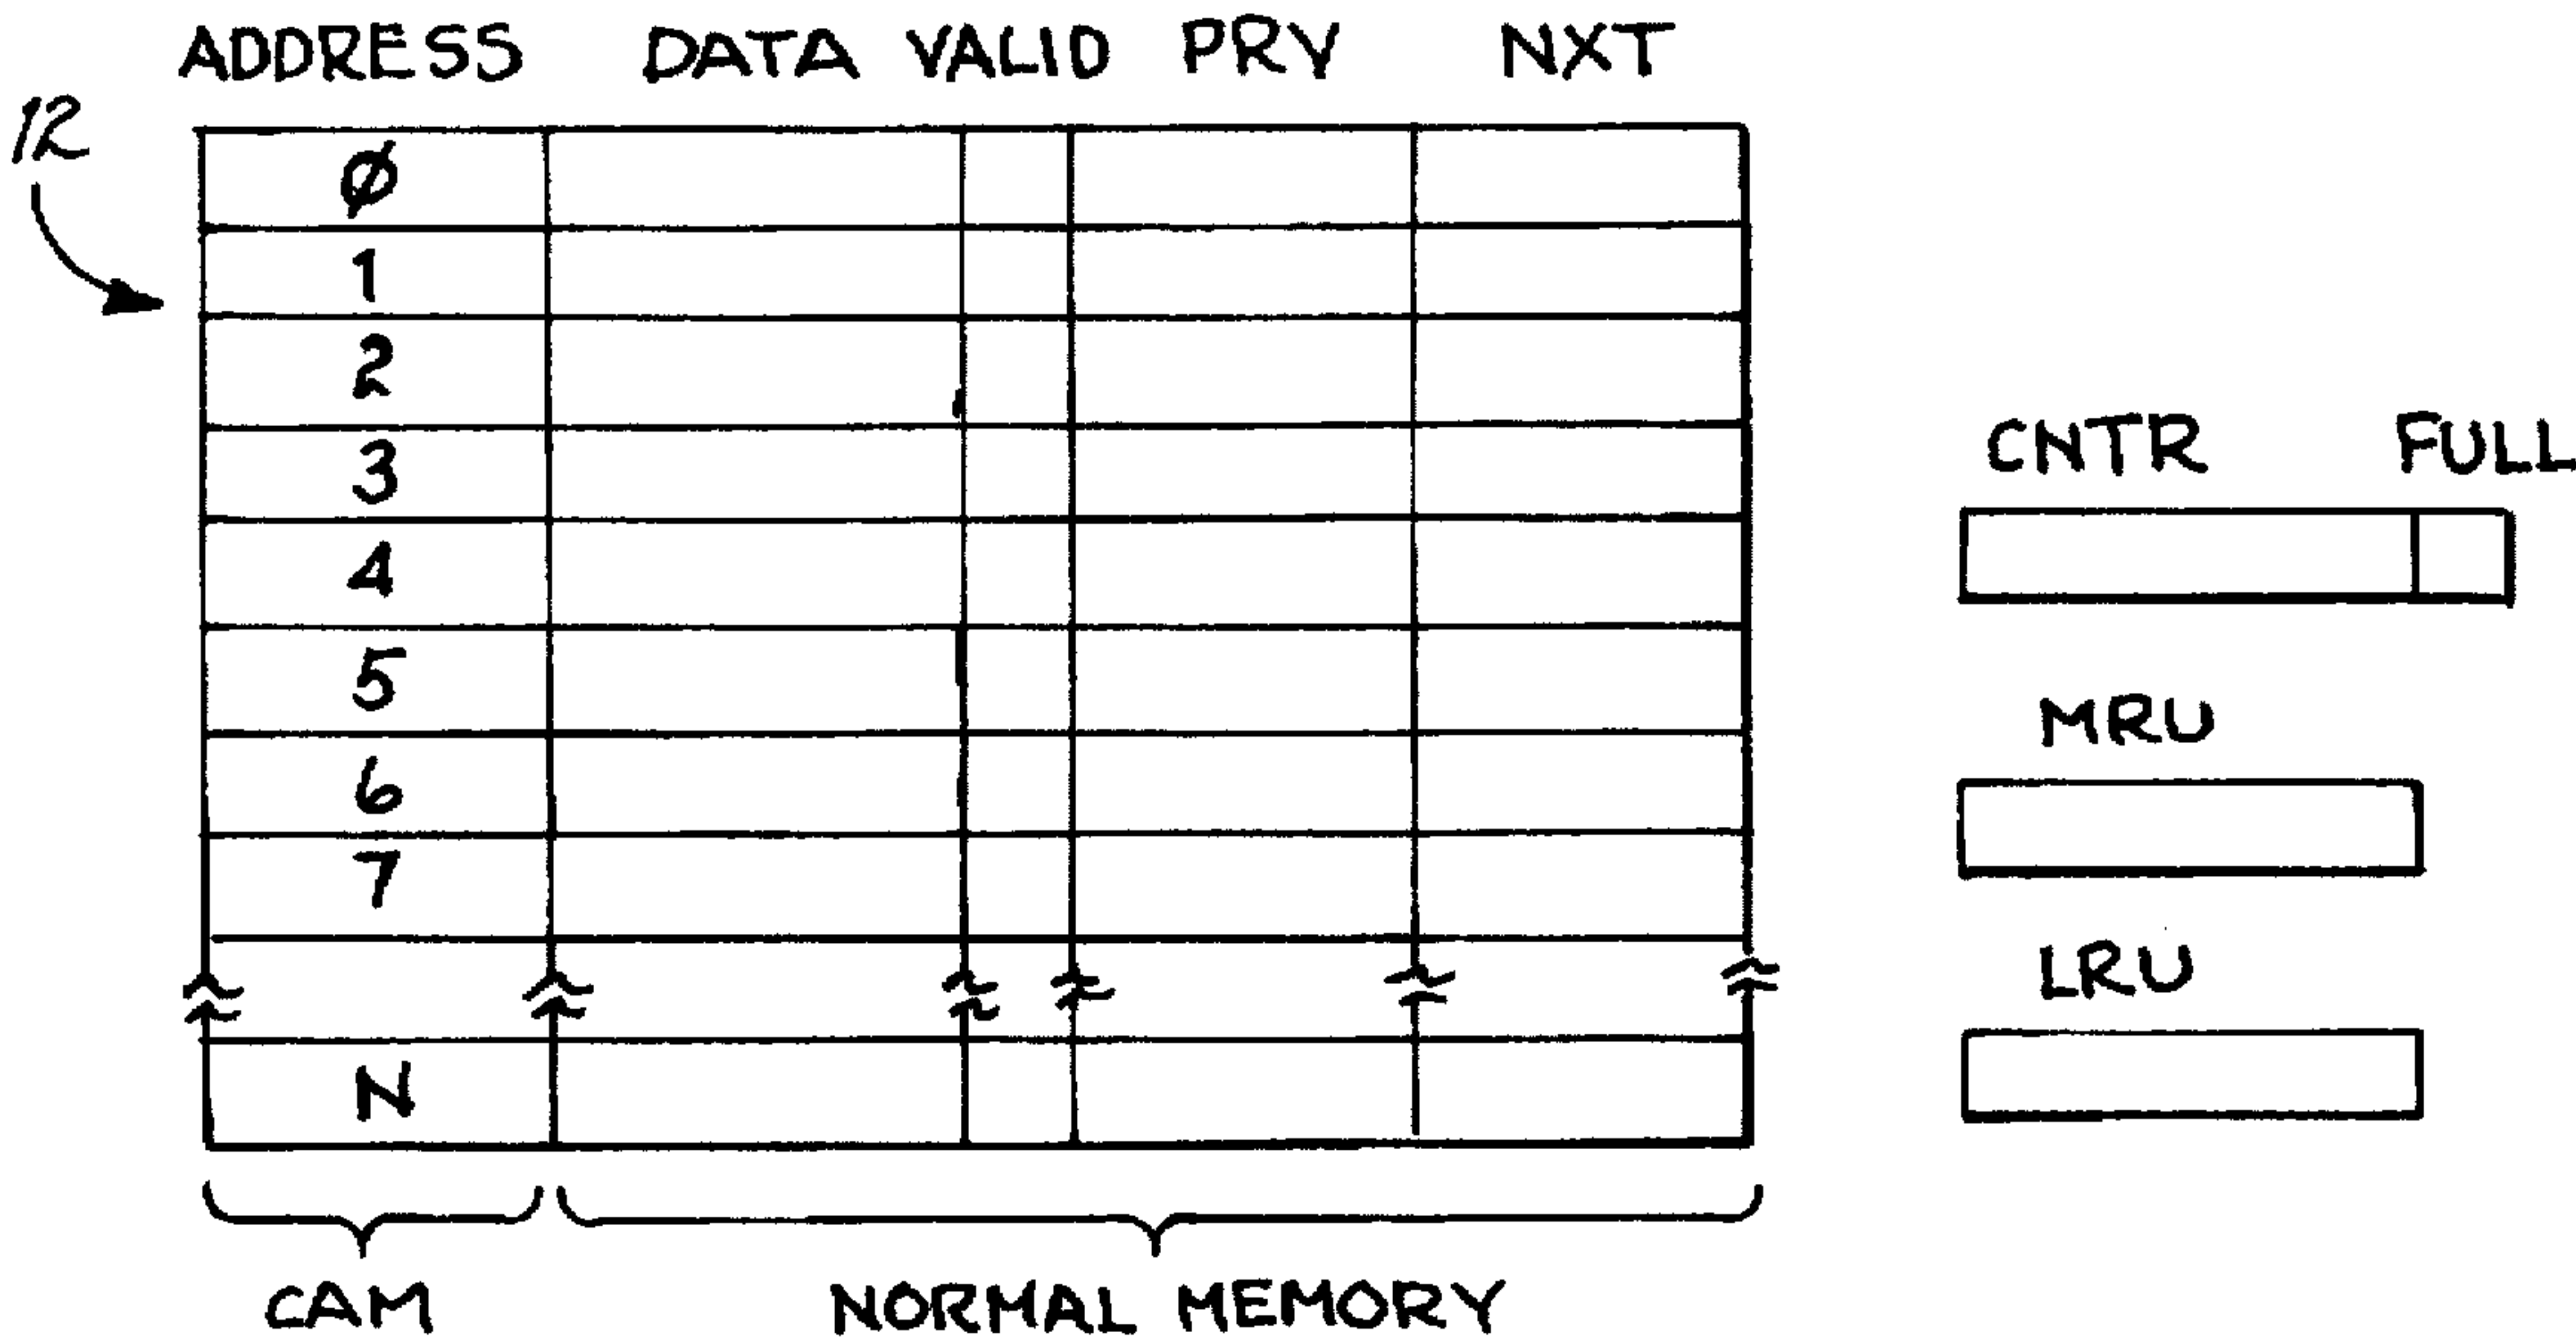 ADDRESS DATA VALID PRV NXT
12
Ø
1
2
3
4
5
6
7
N
CNTR FULL
MRU
LRU
CAM NORMAL MEMORY